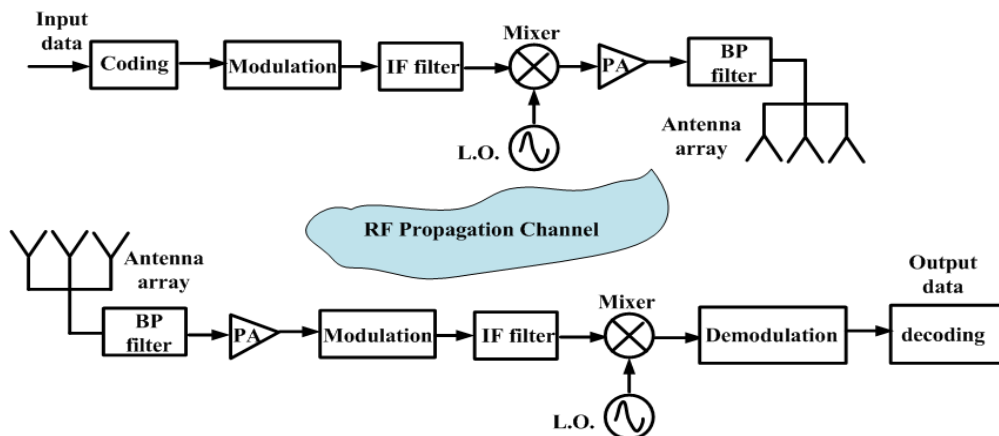 Input
data
Coding
Modulation
IF filter
Mixer
L.O.
PA
BP
filter
Antenna
array
RF Propagation Channel
Antenna
array
BP
filter
PA
Modulation
IF filter
Mixer
L.O.
Demodulation
Output
data
decoding